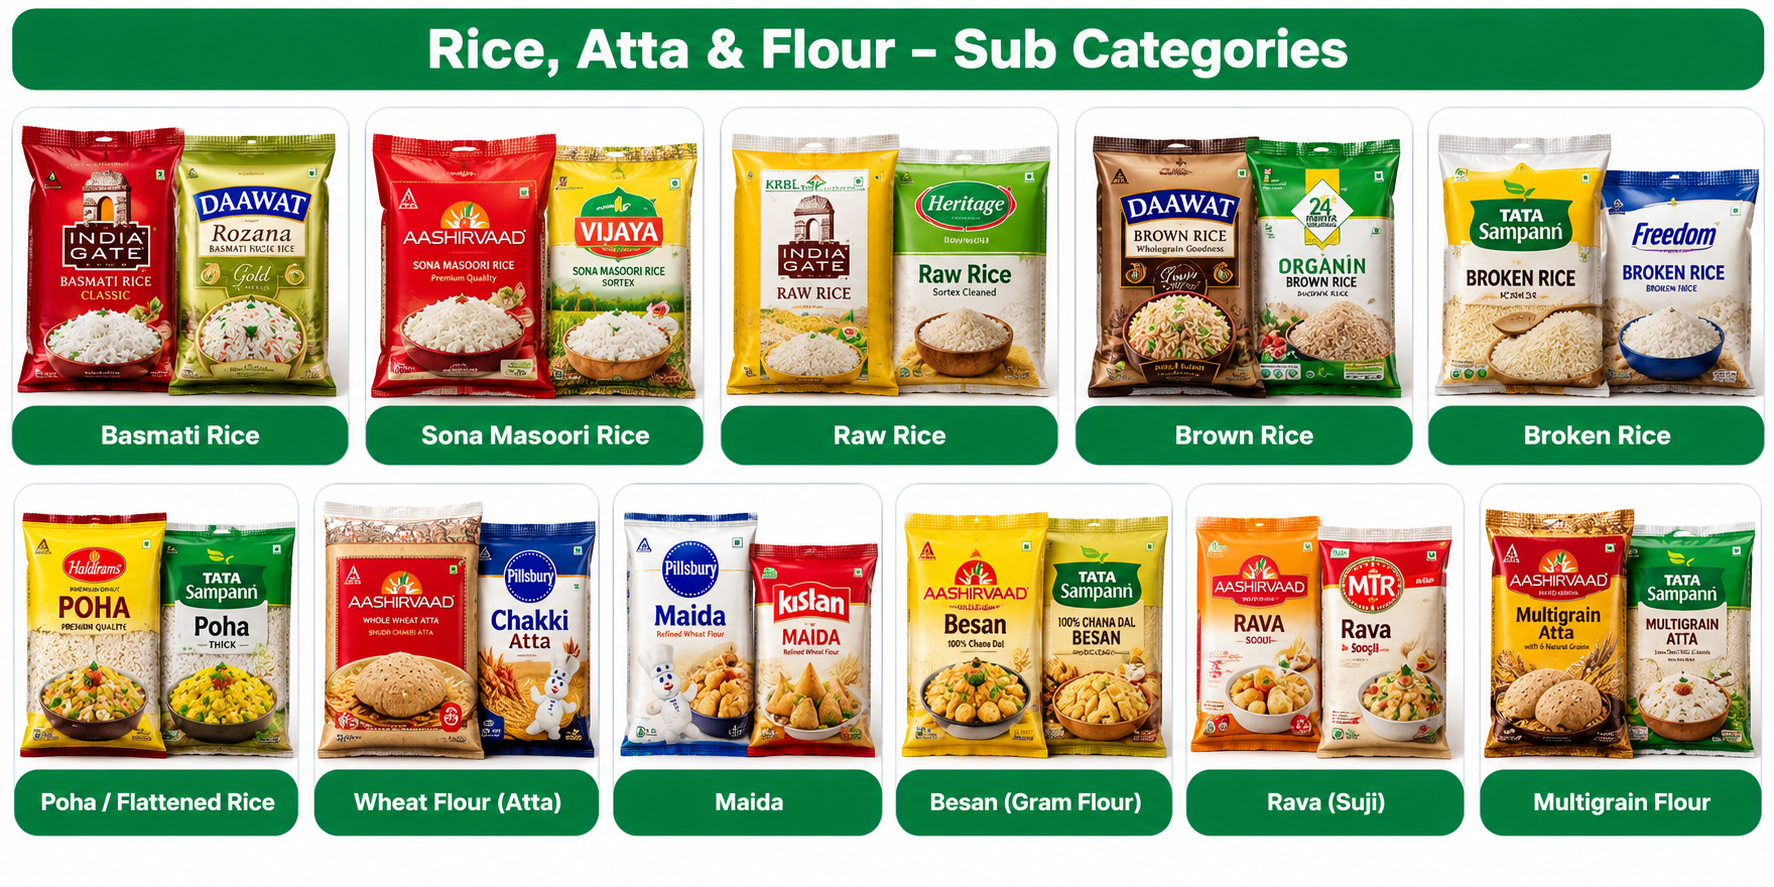 Rice, Atta & Flour – Sub Categories
INDIA
GATE
BASMATI RICE
CLASSIC
DAAWAT
Rozana
Gold
AASHIRVAAD
SONA MASOORI RICE
Premium Quality
VIJAYA
SONA MASOORI RICE
SORTEX
KRBL
INDIA
GATE
RAW RICE
Heritage
Raw Rice
Sortex Cleaned
DAAWAT
BROWN RICE
Wholegrain Goodness
24
ORGANIN
BROWN RICE
TATA
Sampann
BROKEN RICE
Freedom
BROKEN RICE
Basmati Rice
Sona Masoori Rice
Raw Rice
Brown Rice
Broken Rice
Haldirams
POHA
PREMIUM QUALITE
TATA
Sampann
Poha
THICK
AASHIRVAAD
WHOLE WHEAT ATTA
Pillsbury
Chakki
Atta
Pillsbury
Maida
Refined Wheat Flour
kistan
MAIDA
Refined Wheat Flour
AASHIRVAAD
Besan
100% Chana Dal
TATA
Sampann
100% CHANA DAL
BESAN
AASHIRVAAD
RAVA
SOOJI
MTR
Rava
AASHIRVAAD
Multigrain
Atta
TATA
Sampann
MULTIGRAIN
ATTA
Poha / Flattened Rice
Wheat Flour (Atta)
Maida
Besan (Gram Flour)
Rava (Suji)
Multigrain Flour